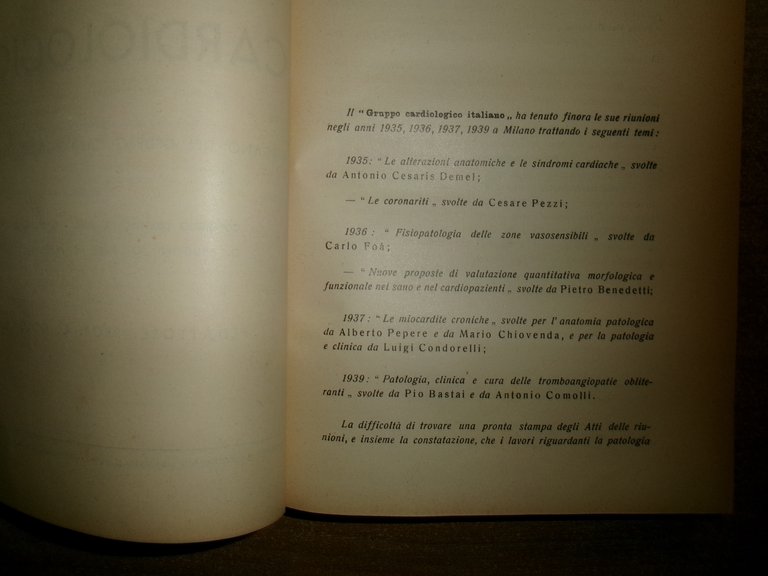 CARDIOLOGI
Il “Gruppo cardiologico italiano„ ha tenuto finora le sue riunioni
negli anni 1935, 1936, 1937, 1939 a Milano trattando i seguenti temi:
1935: “Le alterazioni anatomiche e le sindromi cardiache„ svolte
da Antonio Cesaris Demel;
— “Le coronariti„ svolte da Cesare Pezzi;
1936: “Fisiopatologia delle zone vasosensibili„ svolte da
Carlo Foà;
— “Nuove proposte di valutazione quantitativa morfologica e
funzionale nei sano e nei cardiopazienti„ svolte da Pietro Benedetti;
1937: “Le miocardite croniche„ svolte per l'anatomia patologica
da Alberto Pepere e da Mario Chiovenda, e per la patologia
e clinica da Luigi Condorelli;
1939: “Patologia, clinica e cura delle tromboangiopatie oblite-
ranti„ svolte da Pio Bastai e da Antonio Comolli.
La difficoltà di trovare una pronta stampa degli Atti delle riu-
nioni, e insieme la constatazione, che i lavori riguardanti la patologia